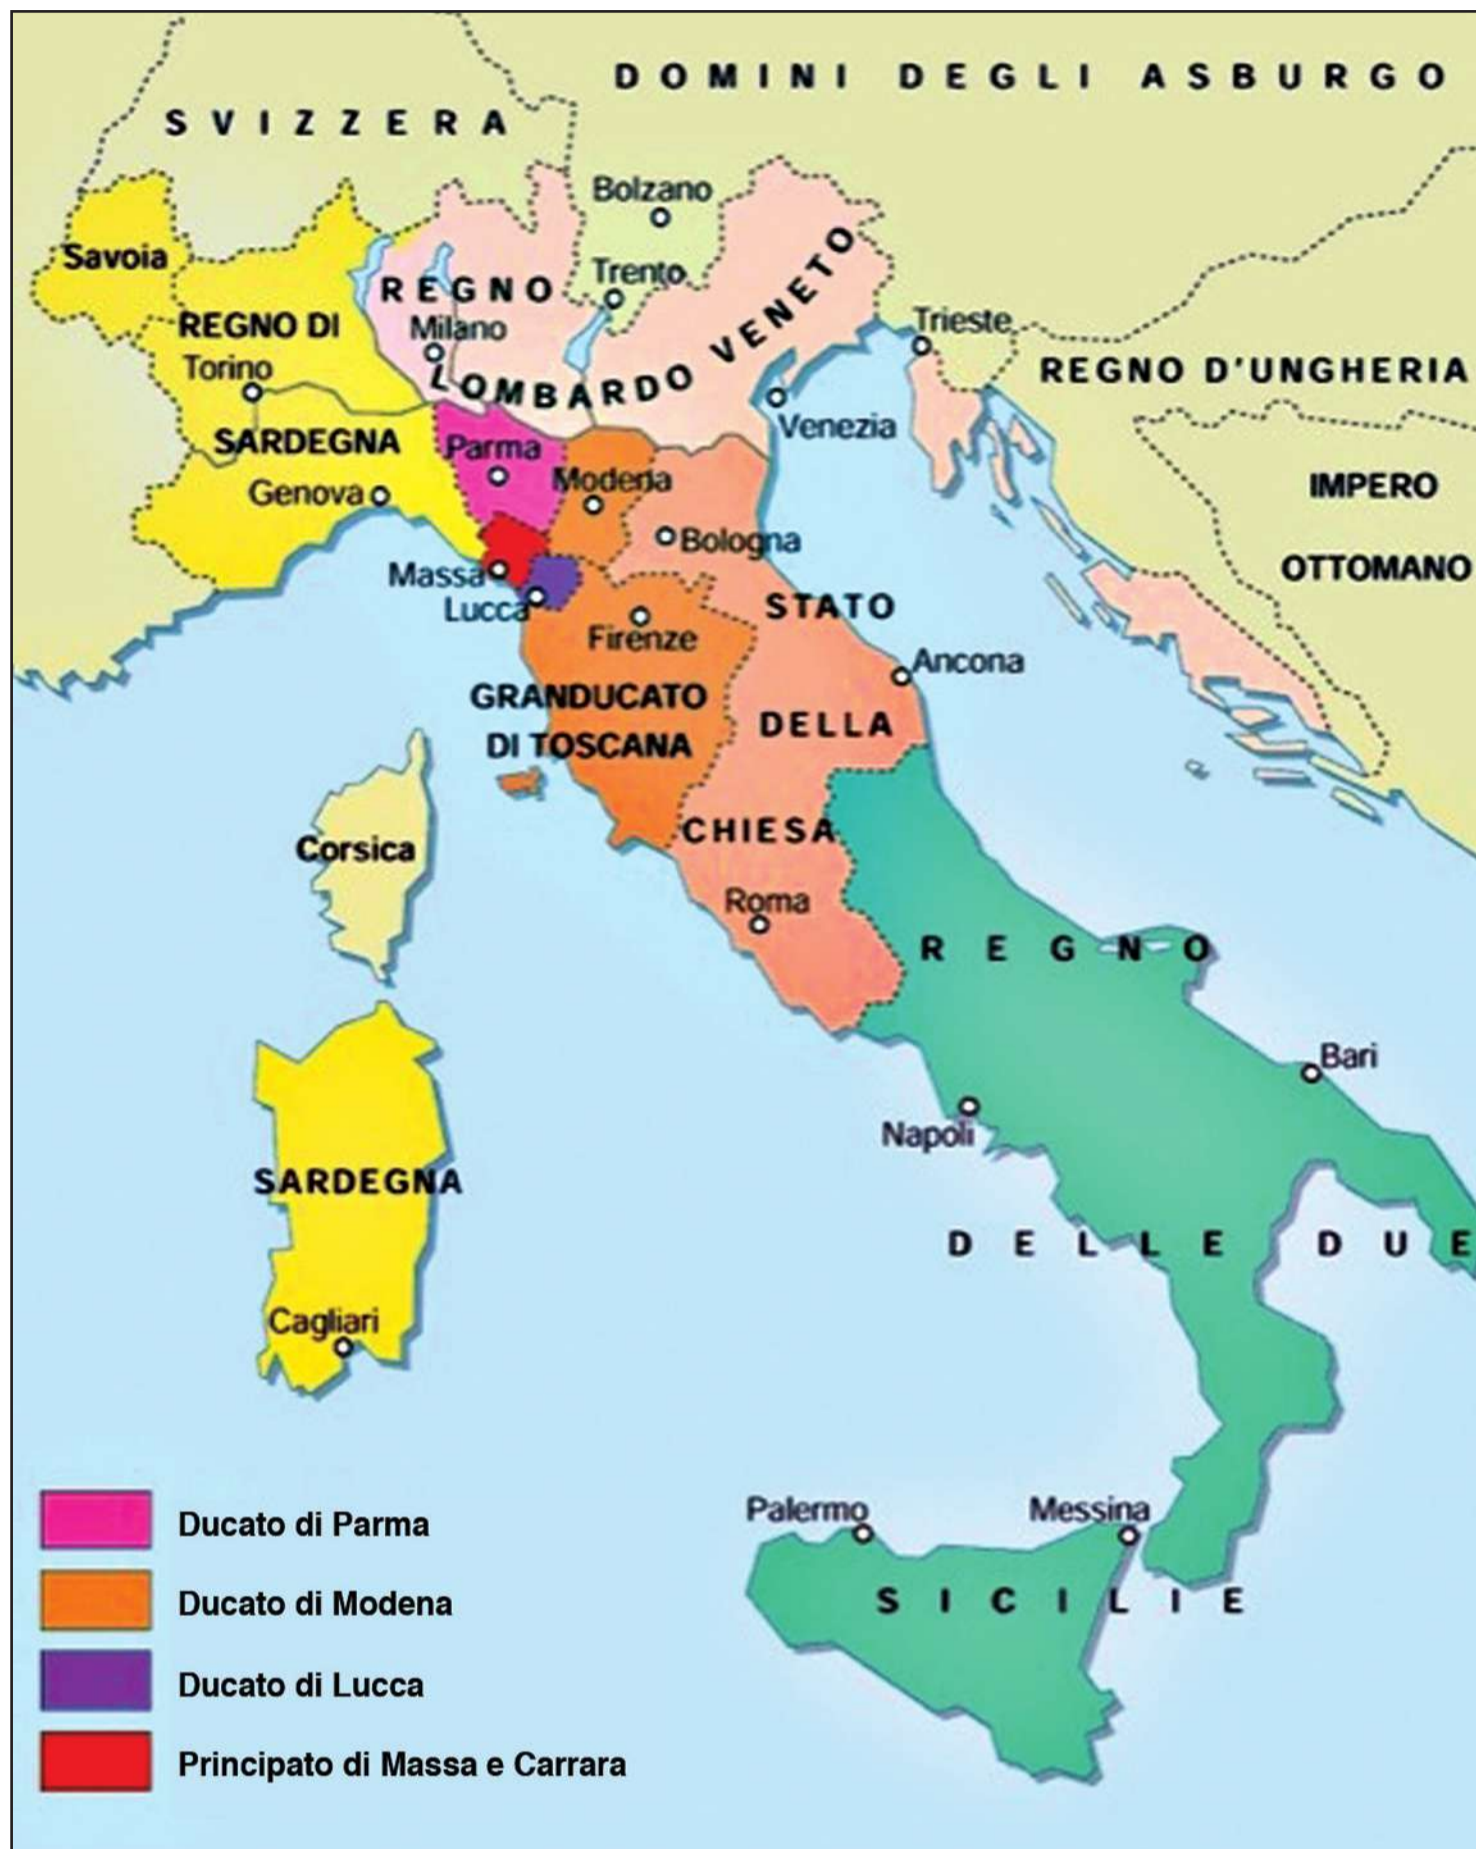 DOMINI DEGLI ASBURGO
SVIZZERA
Bolzano
Savoia
Trento
REGNO
LOMBARDO VENETO
Milano
REGNO DI
SARDEGNA
Torino
Trieste
REGNO D'UNGHERIA
Venezia
Parma
Modena
Genova
IMPERO
OTTOMANO
Bologna
Massa
Lucca
STATO
DELLA
CHIESA
Firenze
Ancona
GRANDUCATO
DI TOSCANA
Corsica
Roma
REGNO
DELLE DUE
SICILIE
Bari
Napoli
SARDEGNA
Cagliari
Palermo
Messina
Ducato di Parma
Ducato di Modena
Ducato di Lucca
Principato di Massa e Carrara